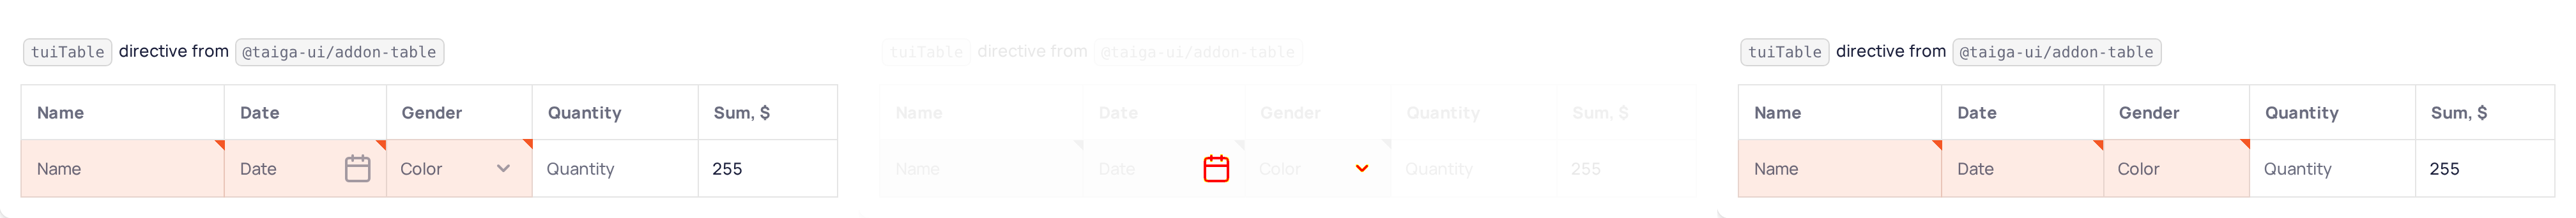 tuiTable directive from @taiga-ui/addon-table
Name Date Gender Quantity Sum, $
Name Date Color Quantity 255
tuiTable directive from @taiga-ui/addon-table
Name Date Gender Quantity Sum, $
Name Date Color Quantity 255
tuiTable directive from @taiga-ui/addon-table
Name Date Gender Quantity Sum, $
Name Date Color Quantity 255